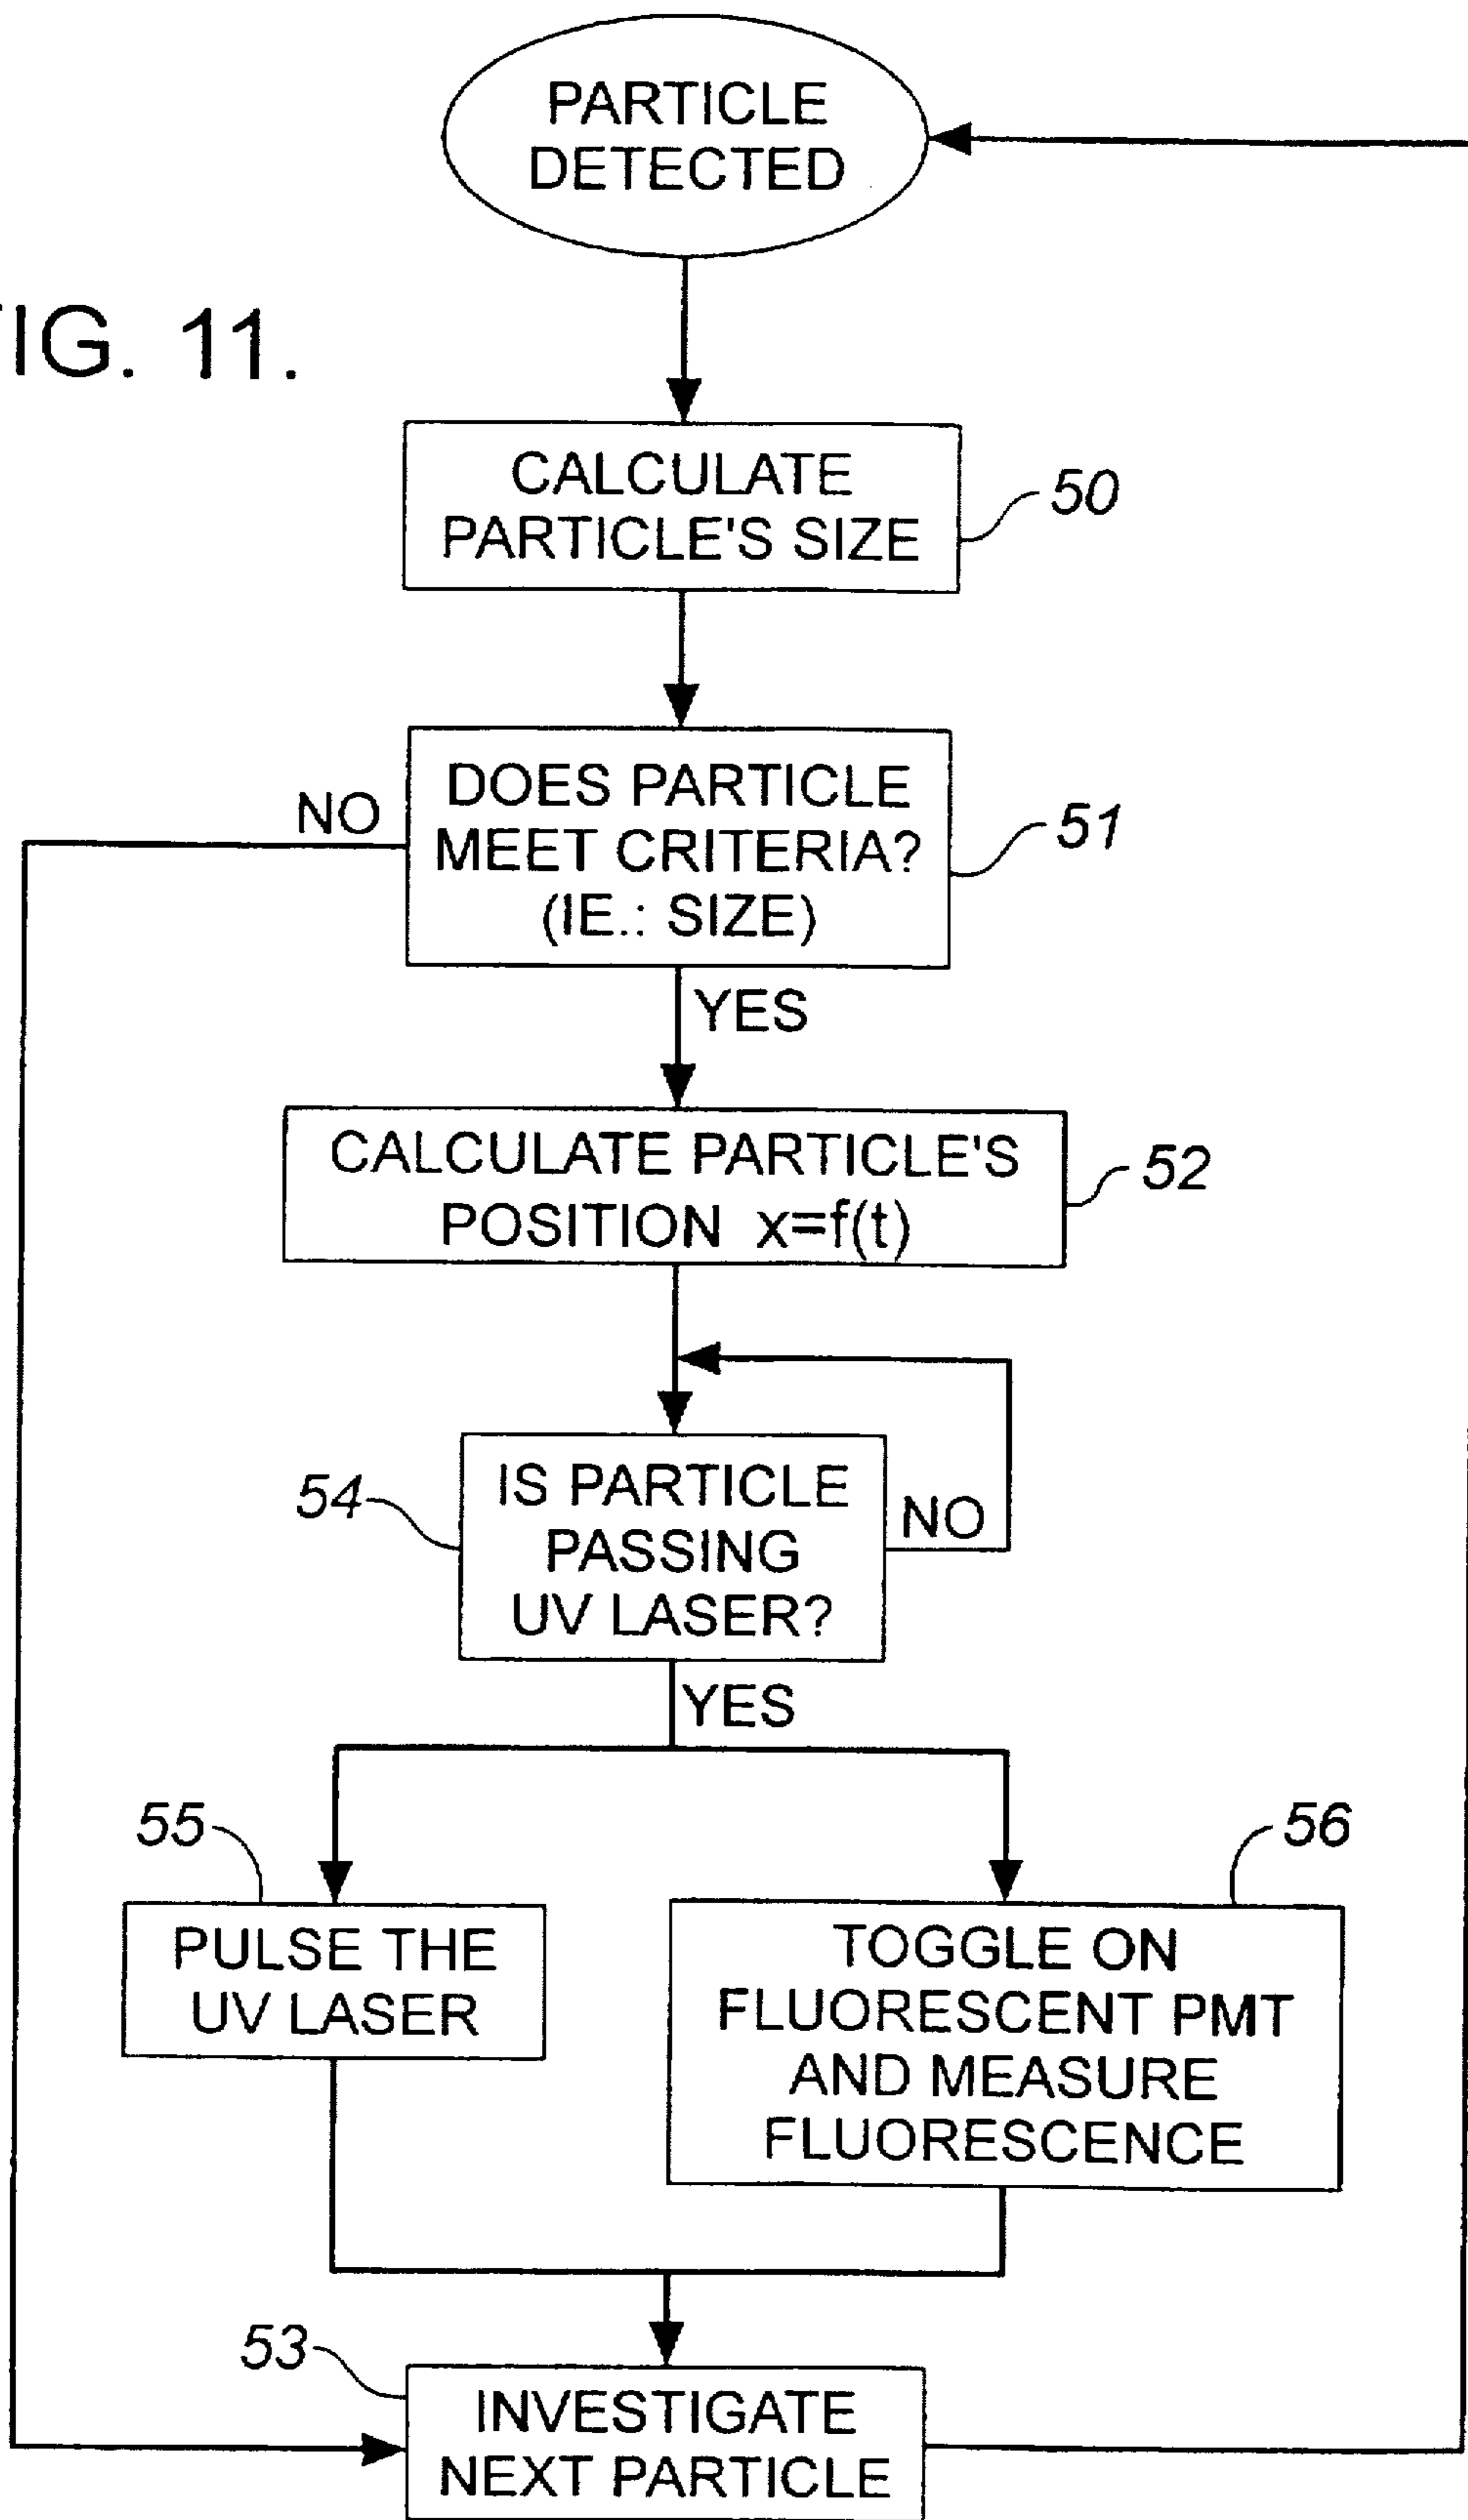 PARTICLE
DETECTED
IG. 11.
CALCULATE
PARTICLE'S SIZE
50
DOES PARTICLE
MEET CRITERIA?
(IE.: SIZE)
51
NO
YES
CALCULATE PARTICLE'S
POSITION x=f(t)
52
54
IS PARTICLE
PASSING
UV LASER?
NO
YES
55
56
PULSE THE
UV LASER
TOGGLE ON
FLUORESCENT PMT
AND MEASURE
FLUORESCENCE
53
INVESTIGATE
NEXT PARTICLE